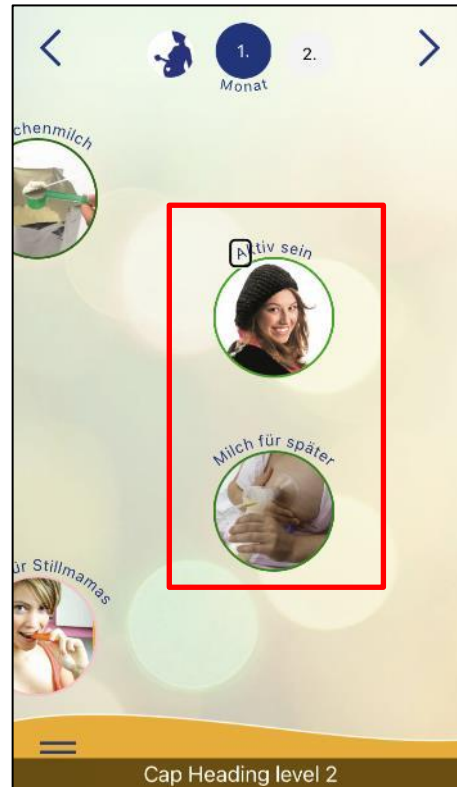 1. 2.
Monat
chenmilch
Aktiv sein
Milch für später
ür Stillmamas
Cap Heading level 2